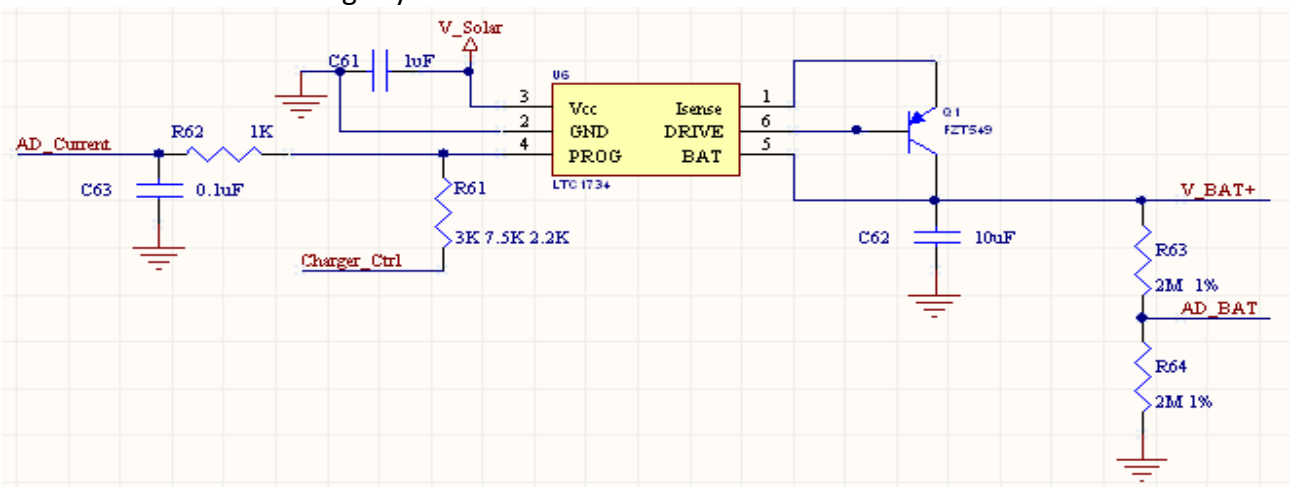 V_Solar
C61 1uF
U6
3 Vcc Isense 1
2 GND DRIVE 6
4 PROG BAT 5
LTC1734
Q1
FZT549
R62 1K
AD_Current
C63 0.1uF
R61
3K 7.5K 2.2K
Charger_Ctrl
V_BAT+
C62 10uF
R63
2M 1%
AD_BAT
R64
2M 1%